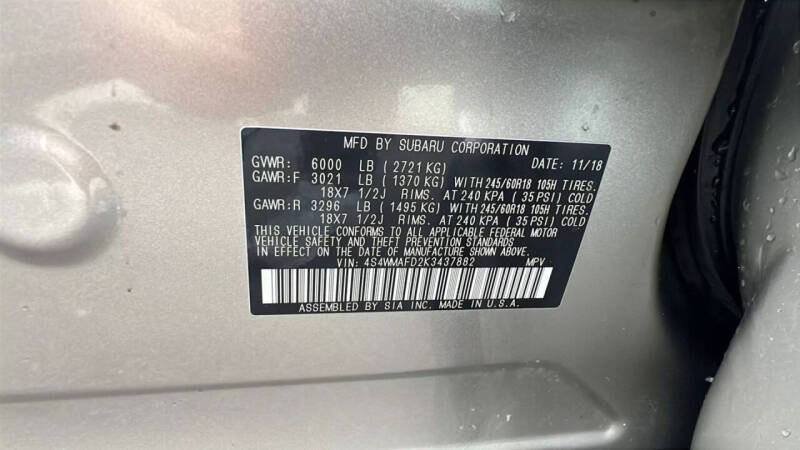 MFD BY SUBARU CORPORATION
GVWR: 6000 LB ( 2721 KG) DATE: 11/18
GAWR:F 3021 LB ( 1370 KG) WITH 245/60R18 105H TIRES.
18X7 1/2J RIMS. AT 240 KPA ( 35 PSI) COLD
GAWR:R 3296 LB ( 1495 KG) WITH 245/60R18 105H TIRES.
18X7 1/2J RIMS. AT 240 KPA ( 35 PSI) COLD
THIS VEHICLE CONFORMS TO ALL APPLICABLE FEDERAL MOTOR
VEHICLE SAFETY AND THEFT PREVENTION STANDARDS
IN EFFECT ON THE DATE OF MANUFACTURE SHOWN ABOVE.
VIN: 4S4WMAFD2K3437882 MPV
ASSEMBLED BY SIA INC. MADE IN U.S.A.